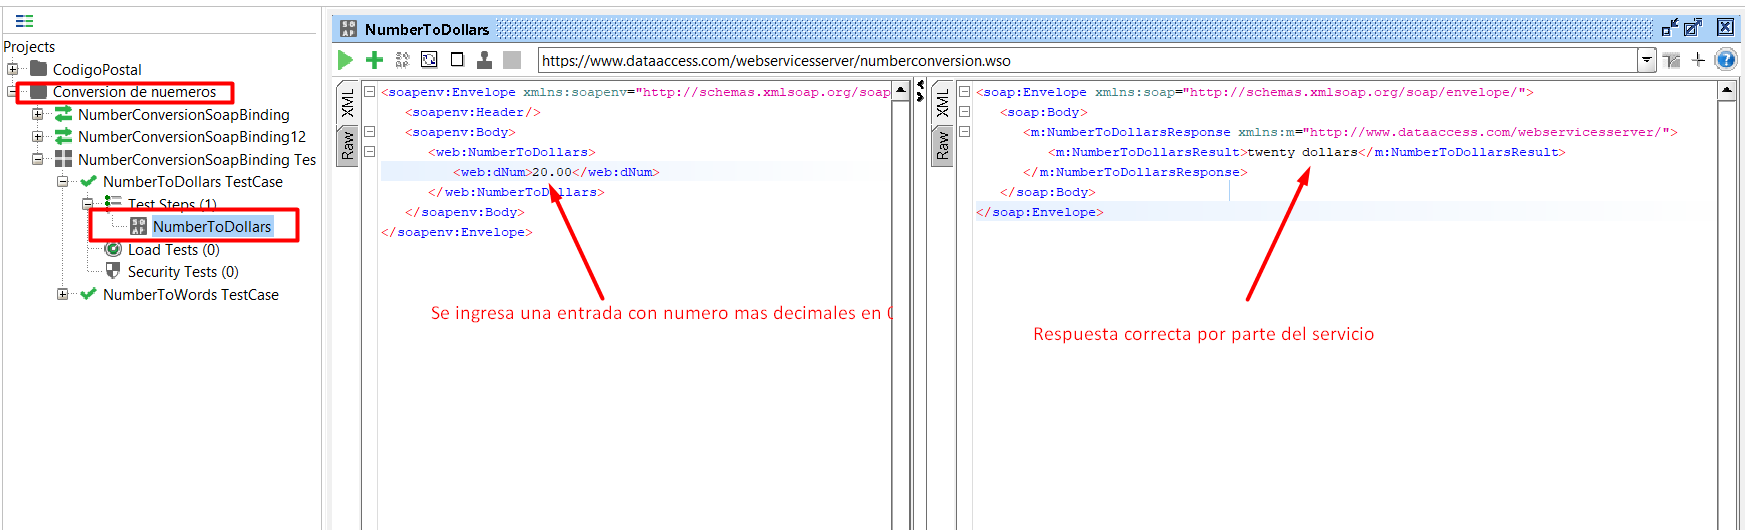 Projects
CodigoPostal
Conversion de nuemeros
NumberConversionSoapBinding
NumberConversionSoapBinding12
NumberConversionSoapBinding Tes
NumberToDollars TestCase
Test Steps (1)
NumberToDollars
Load Tests (0)
Security Tests (0)
NumberToWords TestCase
NumberToDollars
https://www.dataaccess.com/webservicesserver/numberconversion.wso
XML
Raw
<soapenv:Envelope xmlns:soapenv="http://schemas.xmlsoap.org/soap
<soapenv:Header/>
<soapenv:Body>
<web:NumberToDollars>
<web:dNum>20.00</web:dNum>
</web:NumberToDollars>
</soapenv:Body>
</soapenv:Envelope>
Se ingresa una entrada con numero mas decimales en 0
XML
Raw
<soap:Envelope xmlns:soap="http://schemas.xmlsoap.org/soap/envelope/">
<soap:Body>
<m:NumberToDollarsResponse xmlns:m="http://www.dataaccess.com/webservicesserver/">
<m:NumberToDollarsResult>twenty dollars</m:NumberToDollarsResult>
</m:NumberToDollarsResponse>
</soap:Body>
</soap:Envelope>
Respuesta correcta por parte del servicio